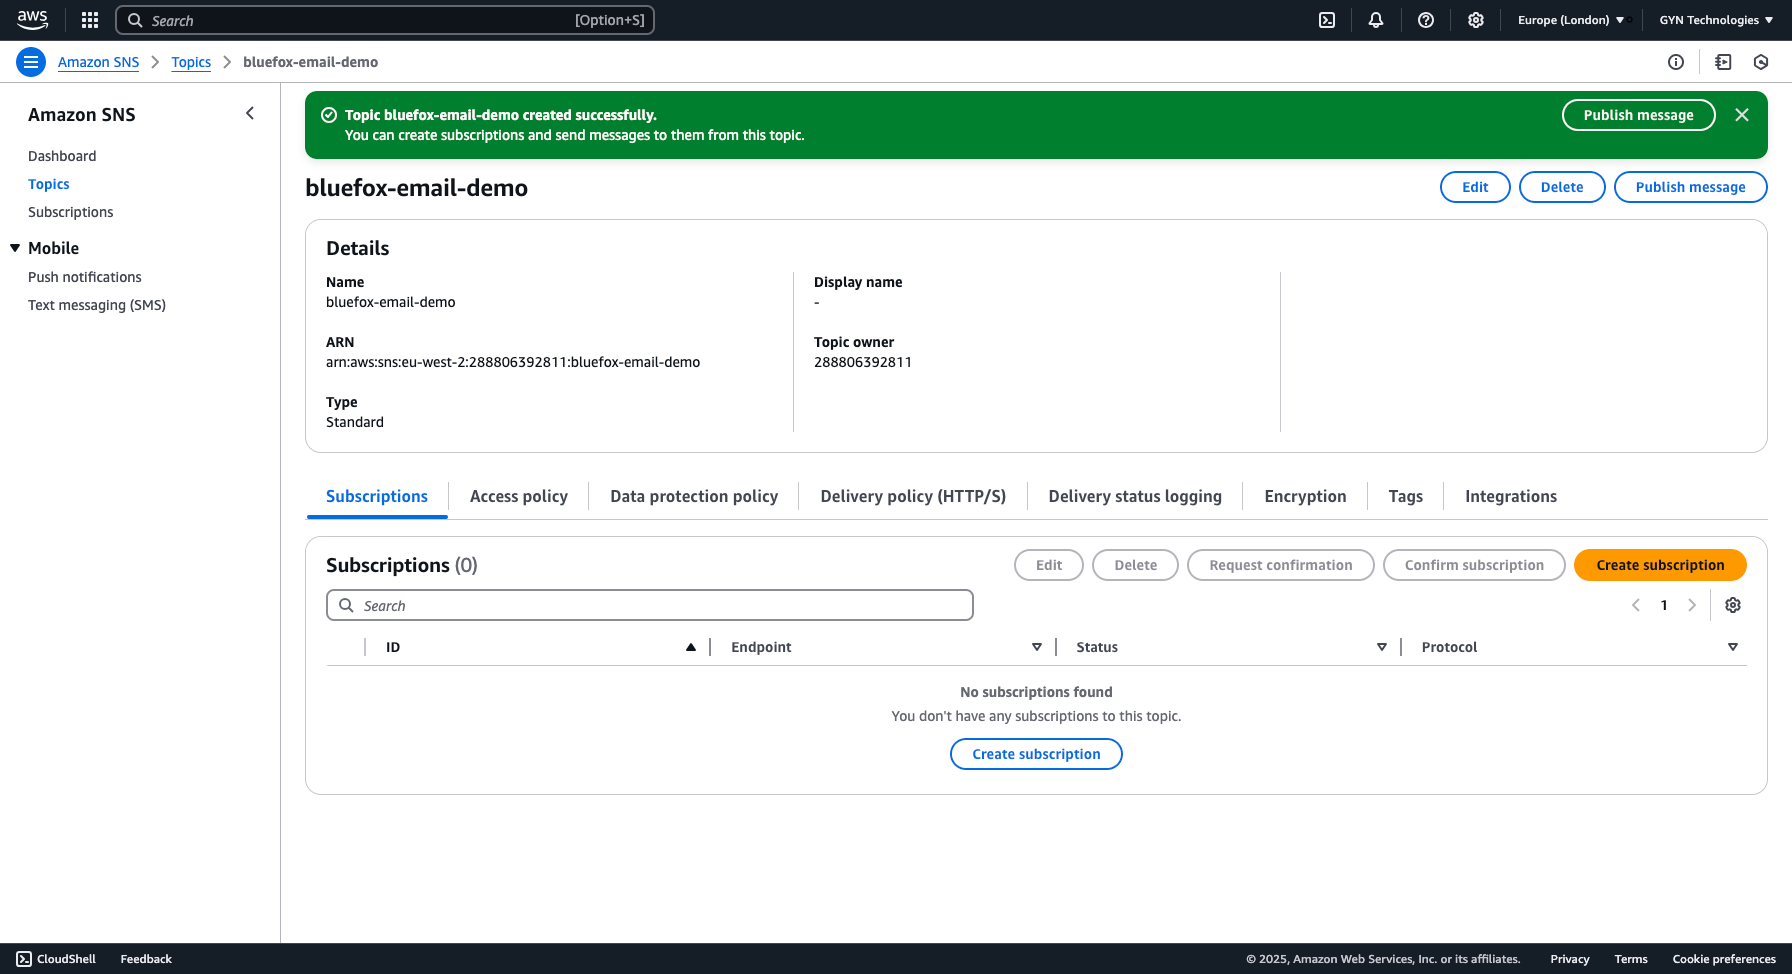 aws
Search [Option+S]
Europe (London)
GYN Technologies
Amazon SNS
Topics
bluefox-email-demo
Amazon SNS
Dashboard
Topics
Subscriptions
Mobile
Push notifications
Text messaging (SMS)
Topic bluefox-email-demo created successfully.
You can create subscriptions and send messages to them from this topic.
Publish message
bluefox-email-demo
Edit
Delete
Publish message
Details
Name
bluefox-email-demo
ARN
arn:aws:sns:eu-west-2:288806392811:bluefox-email-demo
Type
Standard
Display name
-
Topic owner
288806392811
Subscriptions
Access policy
Data protection policy
Delivery policy (HTTP/S)
Delivery status logging
Encryption
Tags
Integrations
Subscriptions (0)
Edit
Delete
Request confirmation
Confirm subscription
Create subscription
Search
1
ID
Endpoint
Status
Protocol
No subscriptions found
You don't have any subscriptions to this topic.
Create subscription
CloudShell
Feedback
© 2025, Amazon Web Services, Inc. or its affiliates.
Privacy
Terms
Cookie preferences